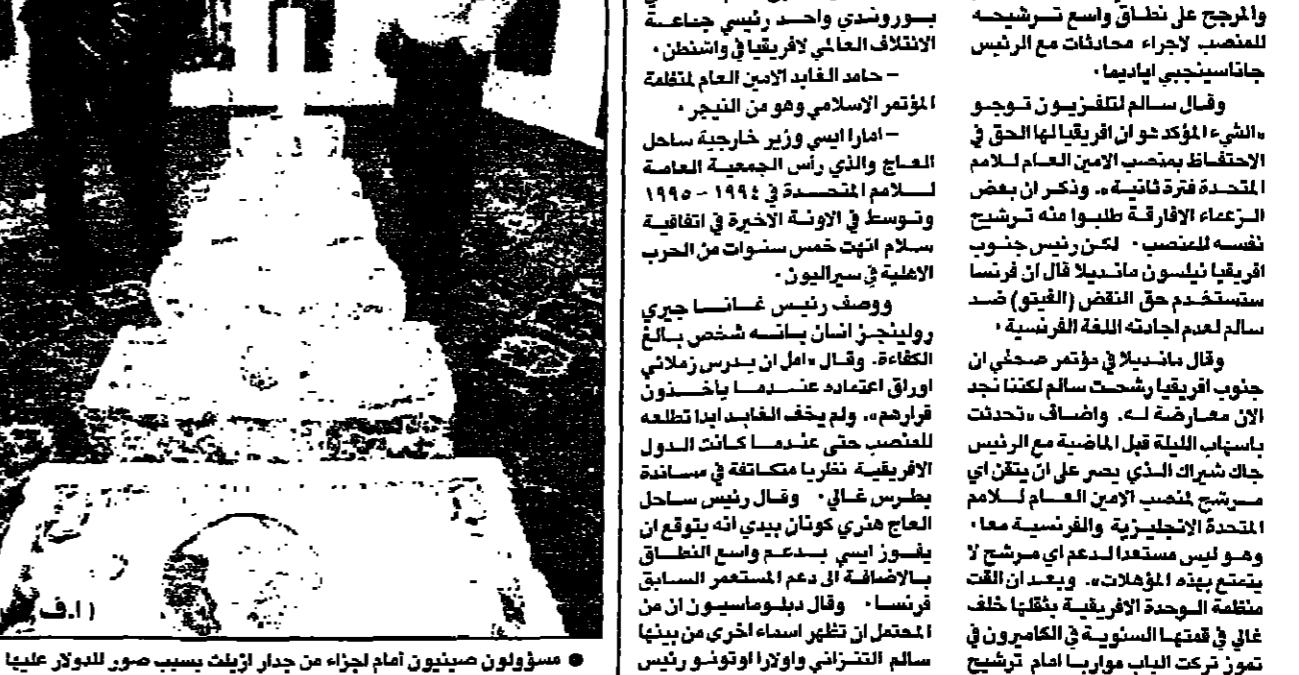 والمرجح على نطاق واسع ترشيحه
للمنصب لاجراء محادثات مع الرئيس
جناسينجبي اياديما٠
وقال سالم لتلفزيون توجو
«الشيء المؤكد هو ان افريقيا لها الحق في
الاحتفاظ بمنصب الامين العام للامم
المتحدة فترة ثانية». وذكر ان بعض
الزعماء الافارقة طلبوا منه ترشيح
نفسه للمنصب٠ لكن رئيس جنوب
افريقيا نيلسون مانديلا قال ان فرنسا
ستستخدم حق النقض (الفيتو) ضد
سالم لعدم اجادته اللغة الفرنسية٠
وقال مانديلا في مؤتمر صحفي ان
جنوب افريقيا رشحت سالم لكننا نجد
الان معارضة له. واضاف «تحدثت
باسهاب الليلة قبل الماضية مع الرئيس
جاك شيراك الذي يصر على ان يتقن اي
مرشح لمنصب الامين العام للامم
المتحدة الانجليزية والفرنسية معا٠
وهو ليس مستعدا لدعم اي مرشح لا
يتمتع بهذه المؤهلات». وبعد ان القت
منظمة الوحدة الافريقية بثقلها خلف
غالي في قمتها السنوية في الكاميرون في
تموز تركت الباب مواربا امام ترشيح
بوروندي واحد رئيسي جماعة
الائتلاف العالمي لافريقيا في واشنطن٠
– حامد الغابد الامين العام لمنظمة
المؤتمر الاسلامي وهو من النيجر٠
– امارا ايسي وزير خارجية ساحل
العاج والذي رأس الجمعية العامة
للامم المتحدة في ١٩٩٤ – ١٩٩٥
وتوسط في الاونة الاخيرة في اتفاقية
سلام انهت خمس سنوات من الحرب
الاهلية في سيراليون٠
ووصف رئيس غانا جيري
رولينجز انان بانه شخص بالغ
الكفاءة. وقال «امل ان يدرس زملائي
اوراق اعتماده عندما ياخذون
قرارهم». ولم يخف الغابد ابدا تطلعه
للمنصب حتى عندما كانت الدول
الافريقية نظريا متكاتفة في مساندة
بطرس غالي٠ وقال رئيس ساحل
العاج هنري كونان بيدي انه يتوقع ان
يفوز ايسي بدعم واسع النطاق
بالاضافة الى دعم المستعمر السابق
فرنسا٠ وقال دبلوماسيون ان من
المحتمل ان تظهر اسماء اخرى من بينها
سالم التنزاني واولارا اوتونو رئيس
(ا.ف
● مسؤولون صينيون أمام لجزاء من جدار ازيلت بسبب صور للدولار عليها